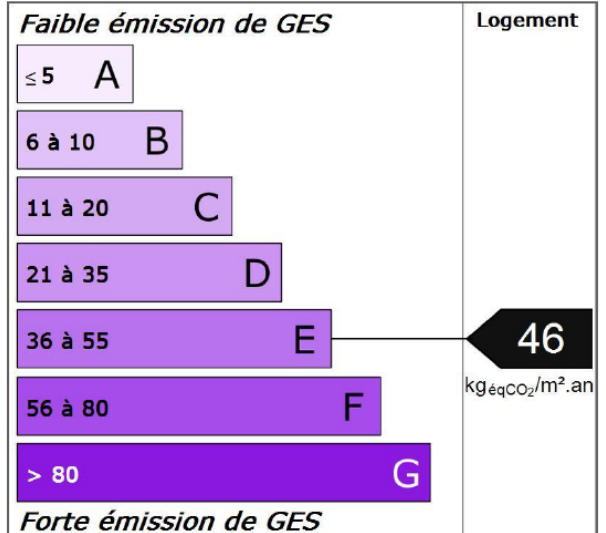 Faible émission de GES
Logement
≤ 5 A
6 à 10 B
11 à 20 C
21 à 35 D
36 à 55 E
46
kgéqCO₂/m².an
56 à 80 F
> 80 G
Forte émission de GES